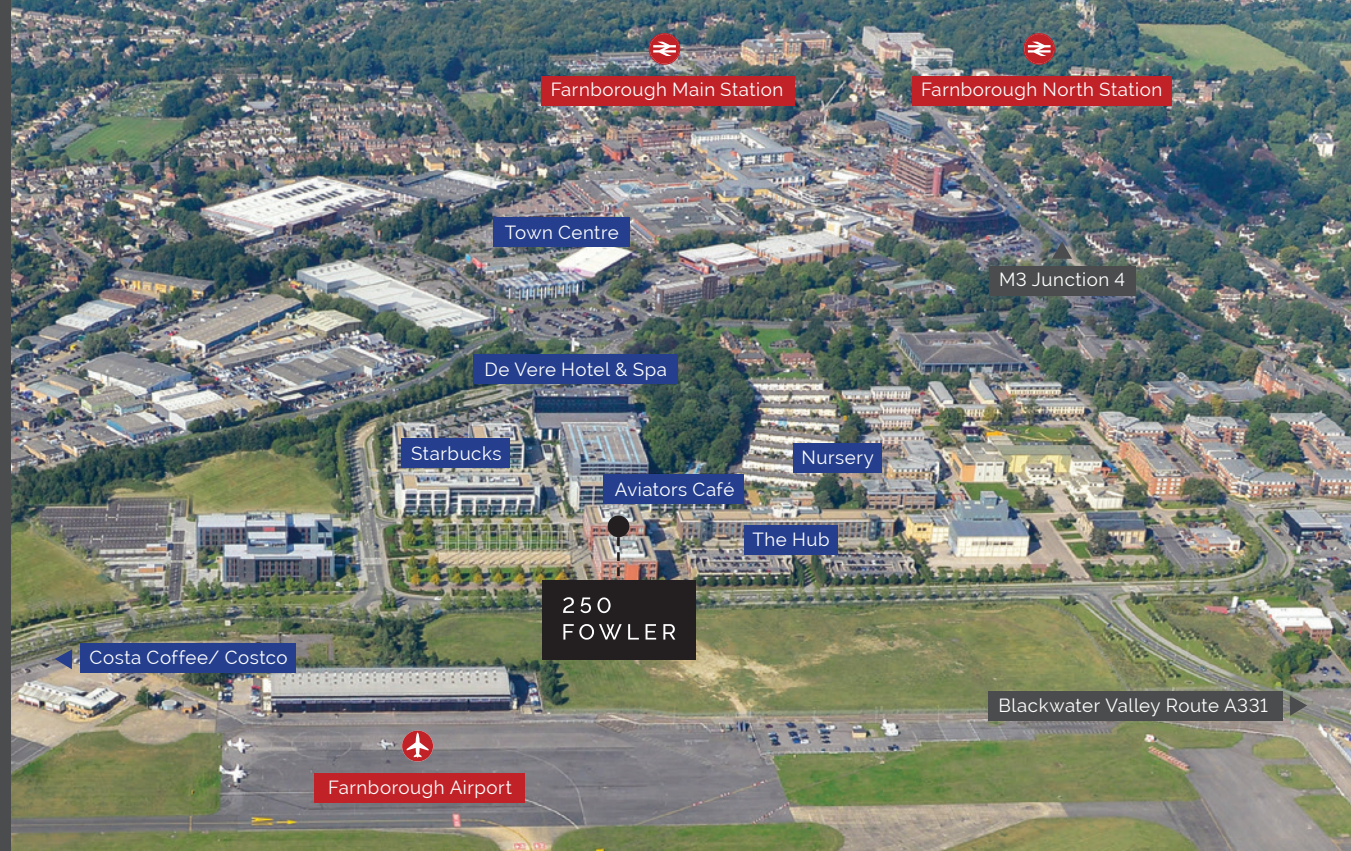 Farnborough Main Station
Farnborough North Station
Town Centre
M3 Junction 4
De Vere Hotel & Spa
Starbucks
Nursery
Aviators Café
The Hub
250
FOWLER
Costa Coffee/ Costco
Blackwater Valley Route A331
Farnborough Airport